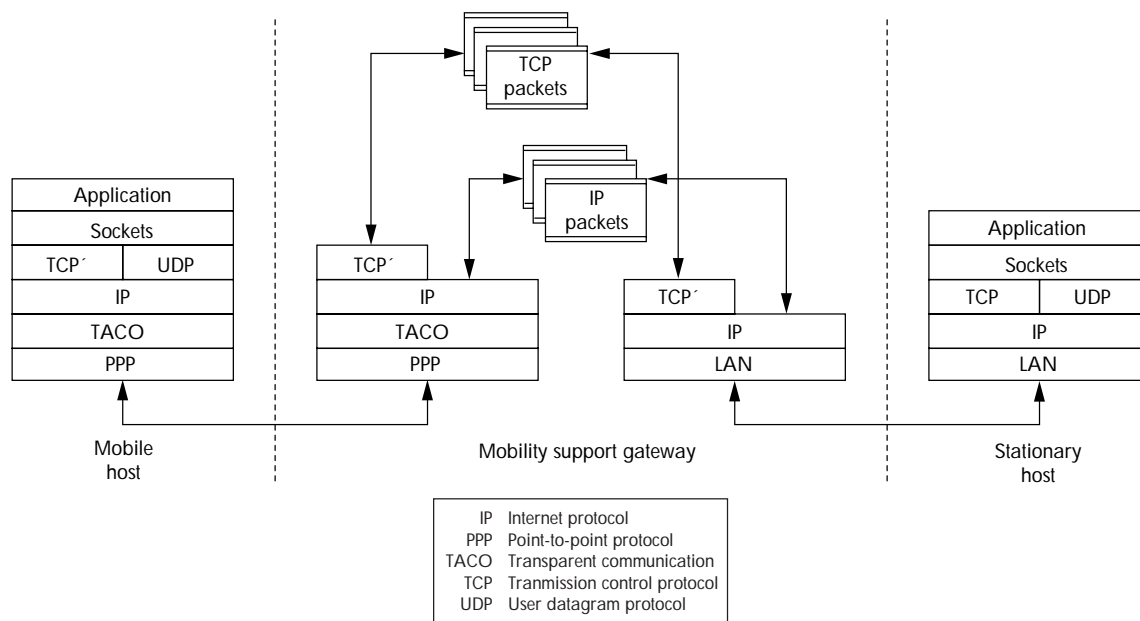 TCP
packets
IP
packets
Application
Sockets
TCP´ UDP
IP
TACO
PPP
TCP´
IP
TACO
PPP
TCP´
IP
LAN
Application
Sockets
TCP UDP
IP
LAN
Mobile
host
Mobility support gateway
Stationary
host
IP Internet protocol
PPP Point-to-point protocol
TACO Transparent communication
TCP Tranmission control protocol
UDP User datagram protocol